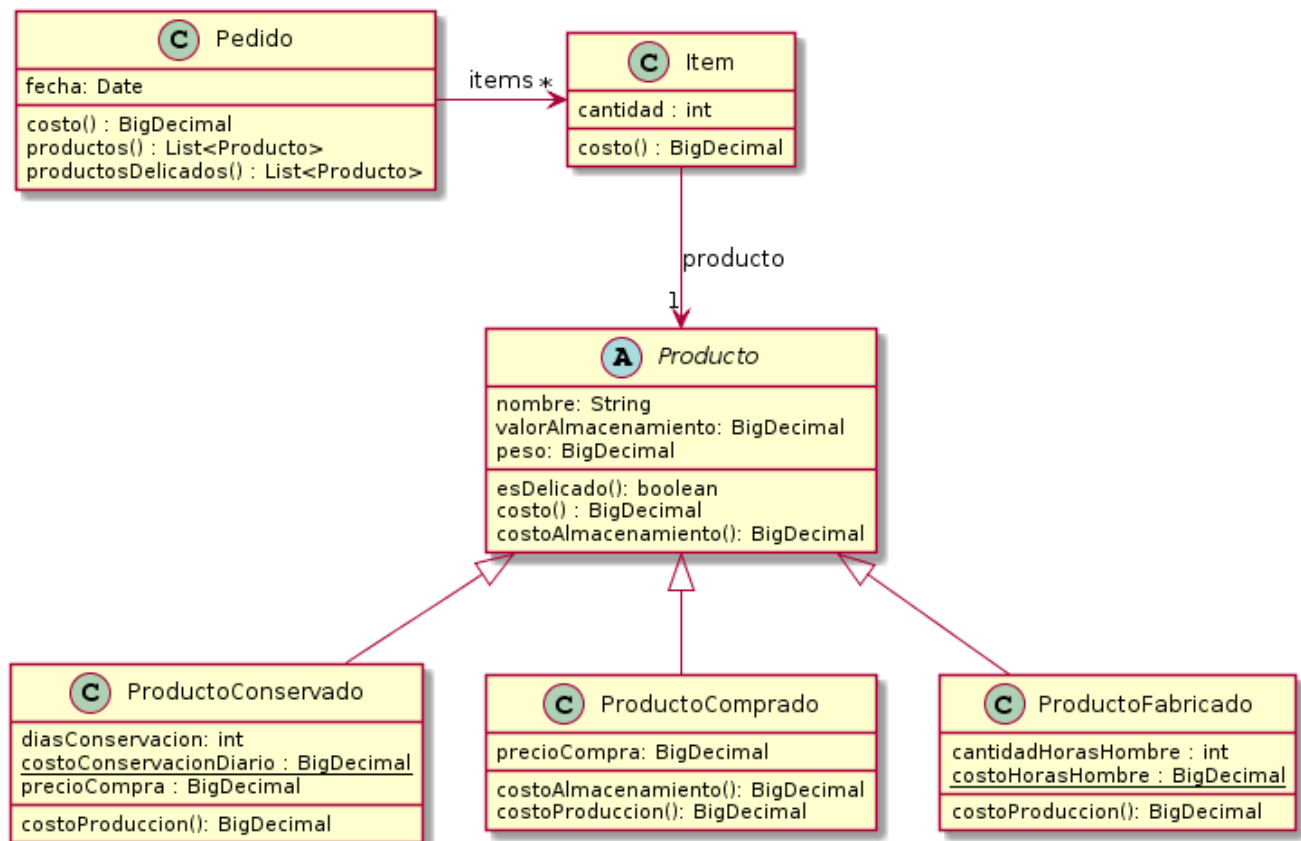 C Pedido
fecha: Date
costo() : BigDecimal
productos() : List<Producto>
productosDelicados() : List<Producto>
items *
C Item
cantidad : int
costo() : BigDecimal
producto
1
A Producto
nombre: String
valorAlmacenamiento: BigDecimal
peso: BigDecimal
esDelicado(): boolean
costo() : BigDecimal
costoAlmacenamiento(): BigDecimal
C ProductoConservado
diasConservacion: int
costoConservacionDiario : BigDecimal
precioCompra : BigDecimal
costoProduccion(): BigDecimal
C ProductoComprado
precioCompra: BigDecimal
costoAlmacenamiento(): BigDecimal
costoProduccion(): BigDecimal
C ProductoFabricado
cantidadHorasHombre : int
costoHorasHombre : BigDecimal
costoProduccion(): BigDecimal